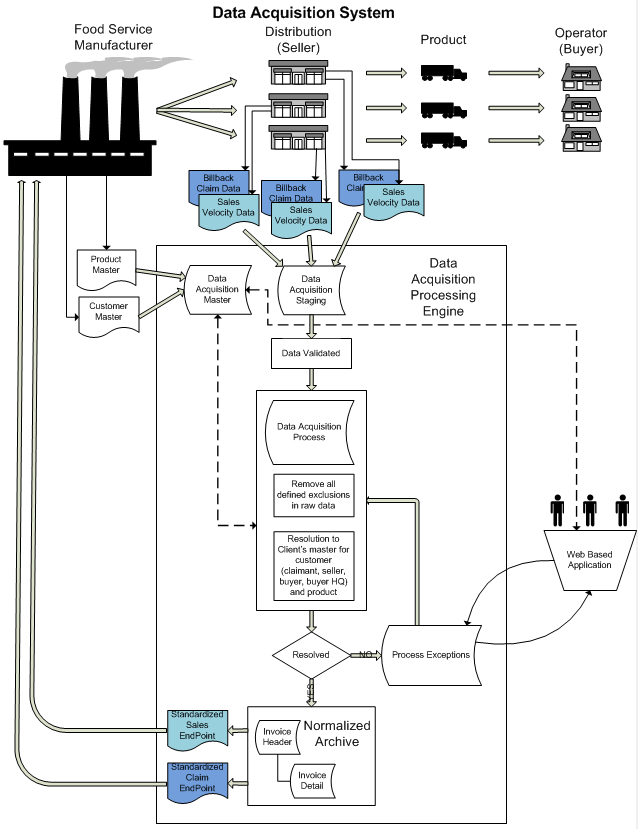 Data Acquisition System
Food Service
Manufacturer
Distribution
(Seller)
Product
Operator
(Buyer)
Billback
Claim Data
Sales
Velocity Data
Billback
Claim Data
Sales
Velocity Data
Billback
Claim
Sales
Velocity Data
Product
Master
Customer
Master
Data
Acquisition
Master
Data
Acquisition
Staging
Data
Acquisition
Processing
Engine
Data Validated
Data Acquisition
Process
Remove all
defined exclusions
in raw data
Resolution to
Client's master for
customer
(claimant, seller,
buyer, buyer HQ)
and product
Web Based
Application
Resolved
NO
Process Exceptions
YES
Standardized
Sales
EndPoint
Normalized
Archive
Invoice
Header
Invoice
Detail
Standardized
Claim
EndPoint